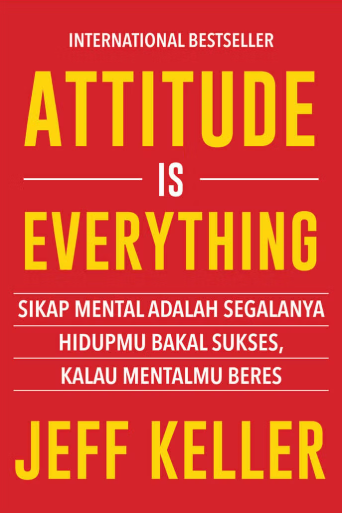 INTERNATIONAL BESTSELLER
ATTITUDE
IS
EVERYTHING
SIKAP MENTAL ADALAH SEGALANYA
HIDUPMU BAKAL SUKSES,
KALAU MENTALMU BERES
JEFF KELLER